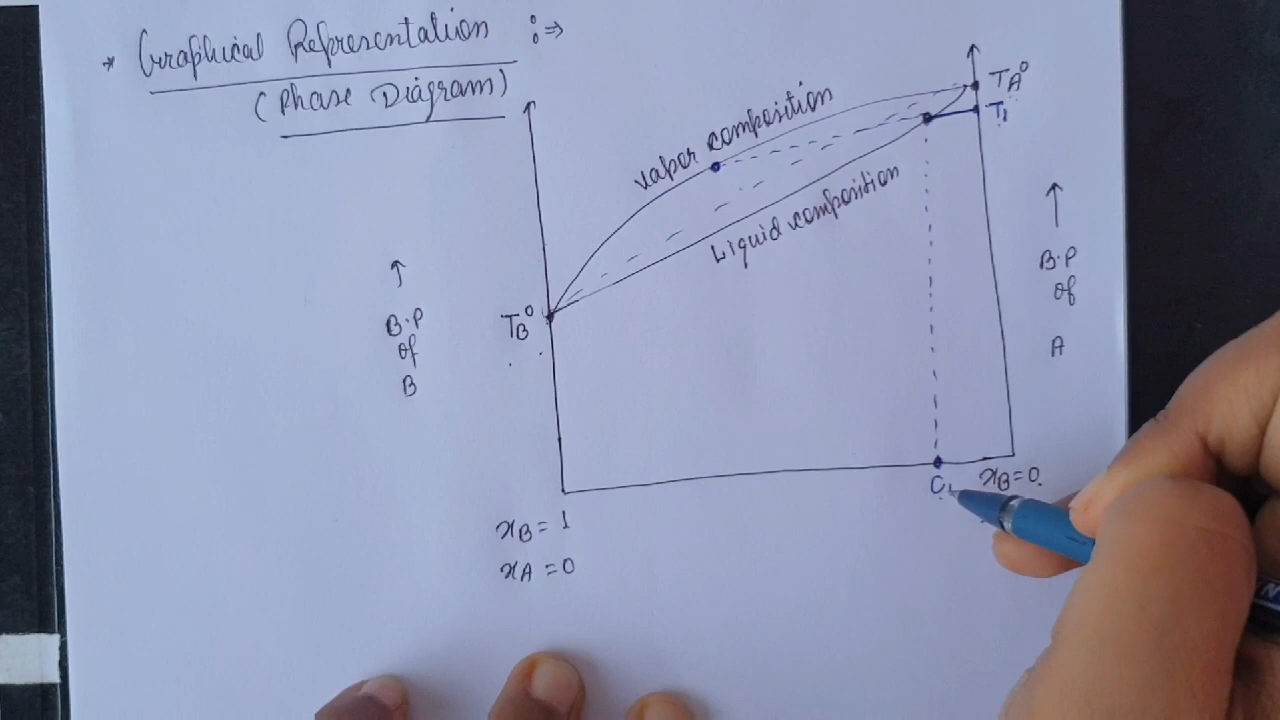 * Graphical Representation :⇒
(Phase Diagram)
TA°
T1
Vapor composition
Liquid composition
TB°
↑
B.P
of
B
↑
B.P
of
A
C1
xB=0
xB = 1
xA = 0